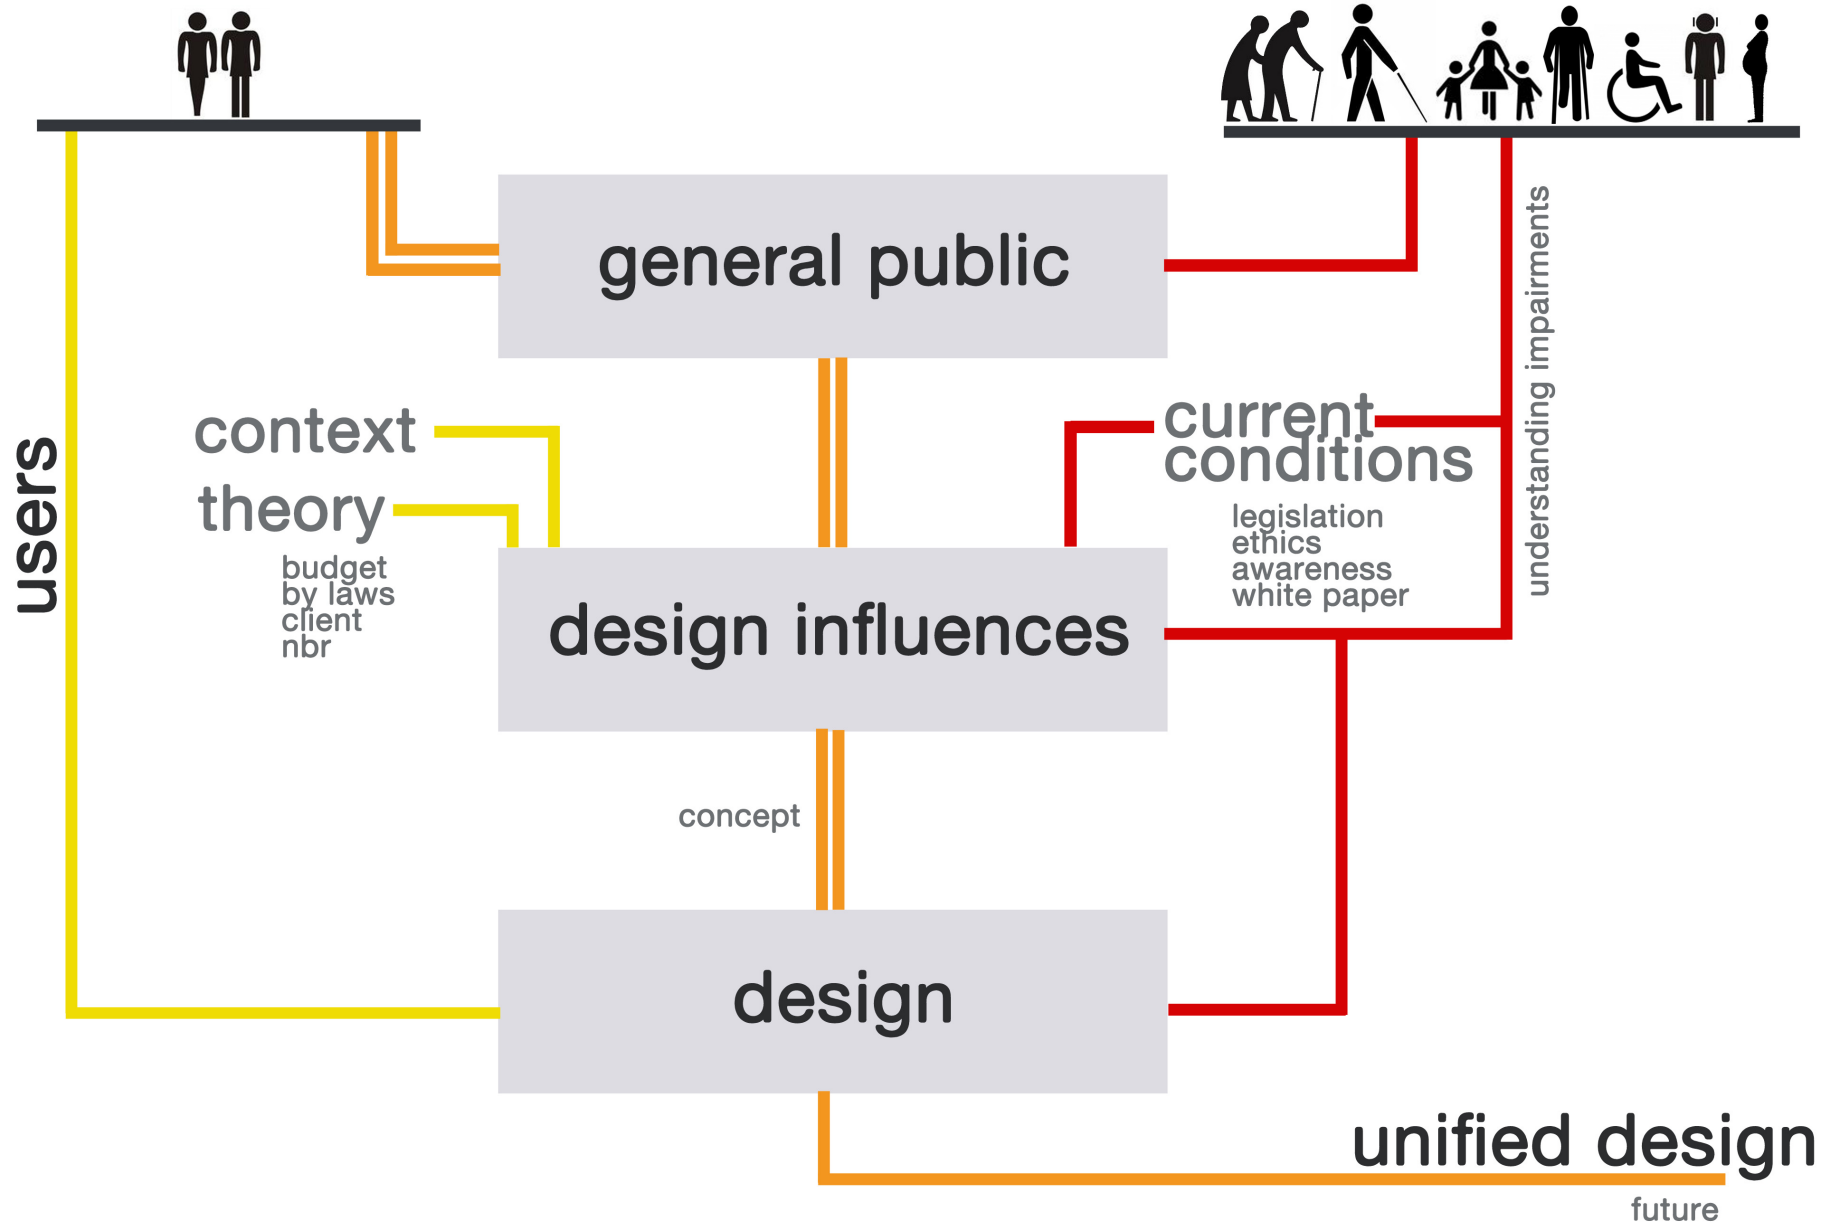 general public
understanding impairments
users
context
theory
budget
by laws
client
nbr
current
conditions
legislation
ethics
awareness
white paper
design influences
concept
design
unified design
future